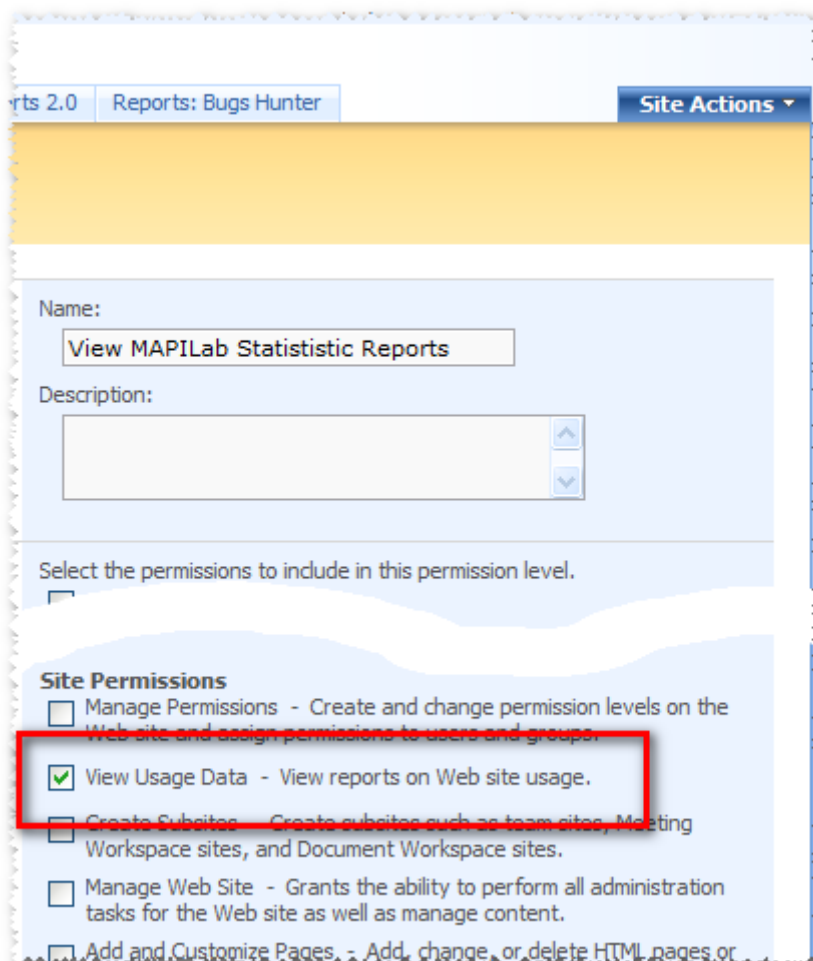 rts 2.0 Reports: Bugs Hunter Site Actions
Name:
View MAPILab Statististic Reports
Description:
Select the permissions to include in this permission level.
Site Permissions
Manage Permissions - Create and change permission levels on the
Web site and assign permissions to users and groups.
View Usage Data - View reports on Web site usage.
Create Subsites - Create subsites such as team sites, Meeting
Workspace sites, and Document Workspace sites.
Manage Web Site - Grants the ability to perform all administration
tasks for the Web site as well as manage content.
Add and Customize Pages - Add, change, or delete HTML pages or